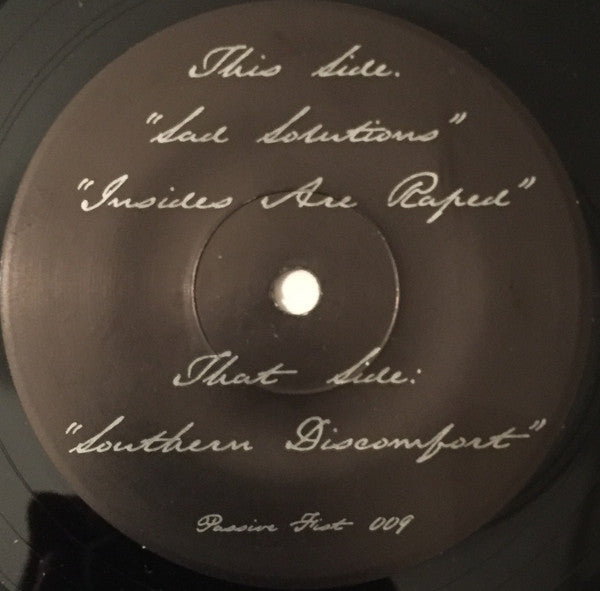 This Side.
"Sad Solutions"
"Insides Are Raped"
That Side:
"Southern Discomfort"
Passive Fist 009